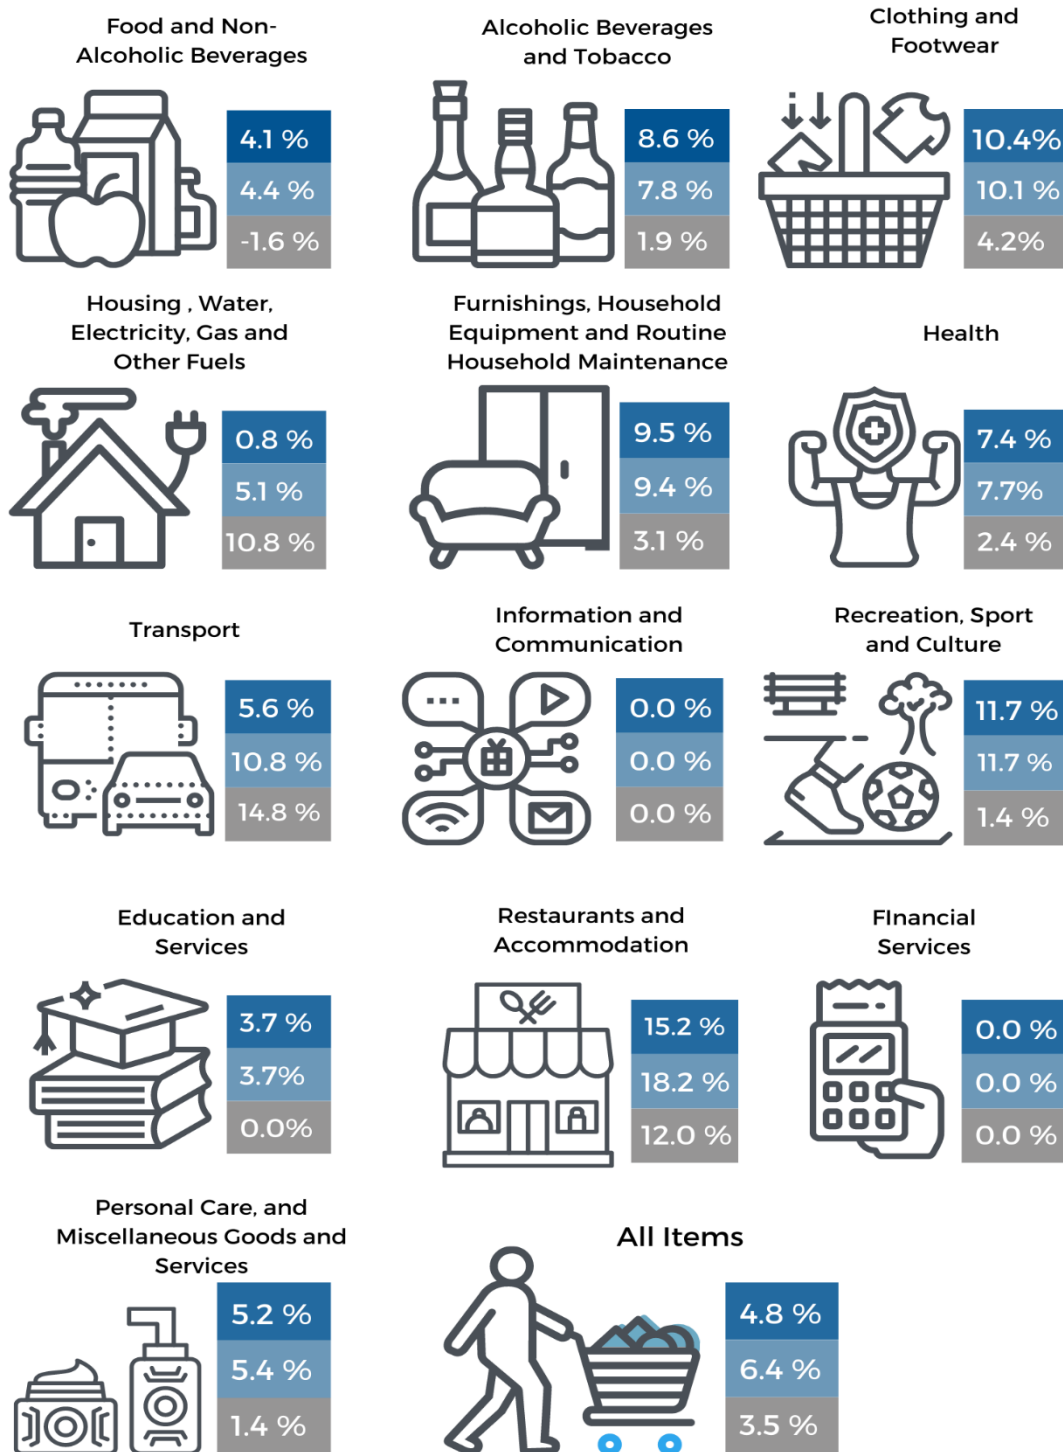 Food and Non-
Alcoholic Beverages
4.1 %
4.4 %
-1.6 %
Alcoholic Beverages
and Tobacco
8.6 %
7.8 %
1.9 %
Clothing and
Footwear
10.4%
10.1 %
4.2%
Housing , Water,
Electricity, Gas and
Other Fuels
0.8 %
5.1 %
10.8 %
Furnishings, Household
Equipment and Routine
Household Maintenance
9.5 %
9.4 %
3.1 %
Health
7.4 %
7.7%
2.4 %
Transport
5.6 %
10.8 %
14.8 %
Information and
Communication
0.0 %
0.0 %
0.0 %
Recreation, Sport
and Culture
11.7 %
11.7 %
1.4 %
Education and
Services
3.7 %
3.7%
0.0%
Restaurants and
Accommodation
15.2 %
18.2 %
12.0 %
FInancial
Services
0.0 %
0.0 %
0.0 %
Personal Care, and
Miscellaneous Goods and
Services
5.2 %
5.4 %
1.4 %
All Items
4.8 %
6.4 %
3.5 %